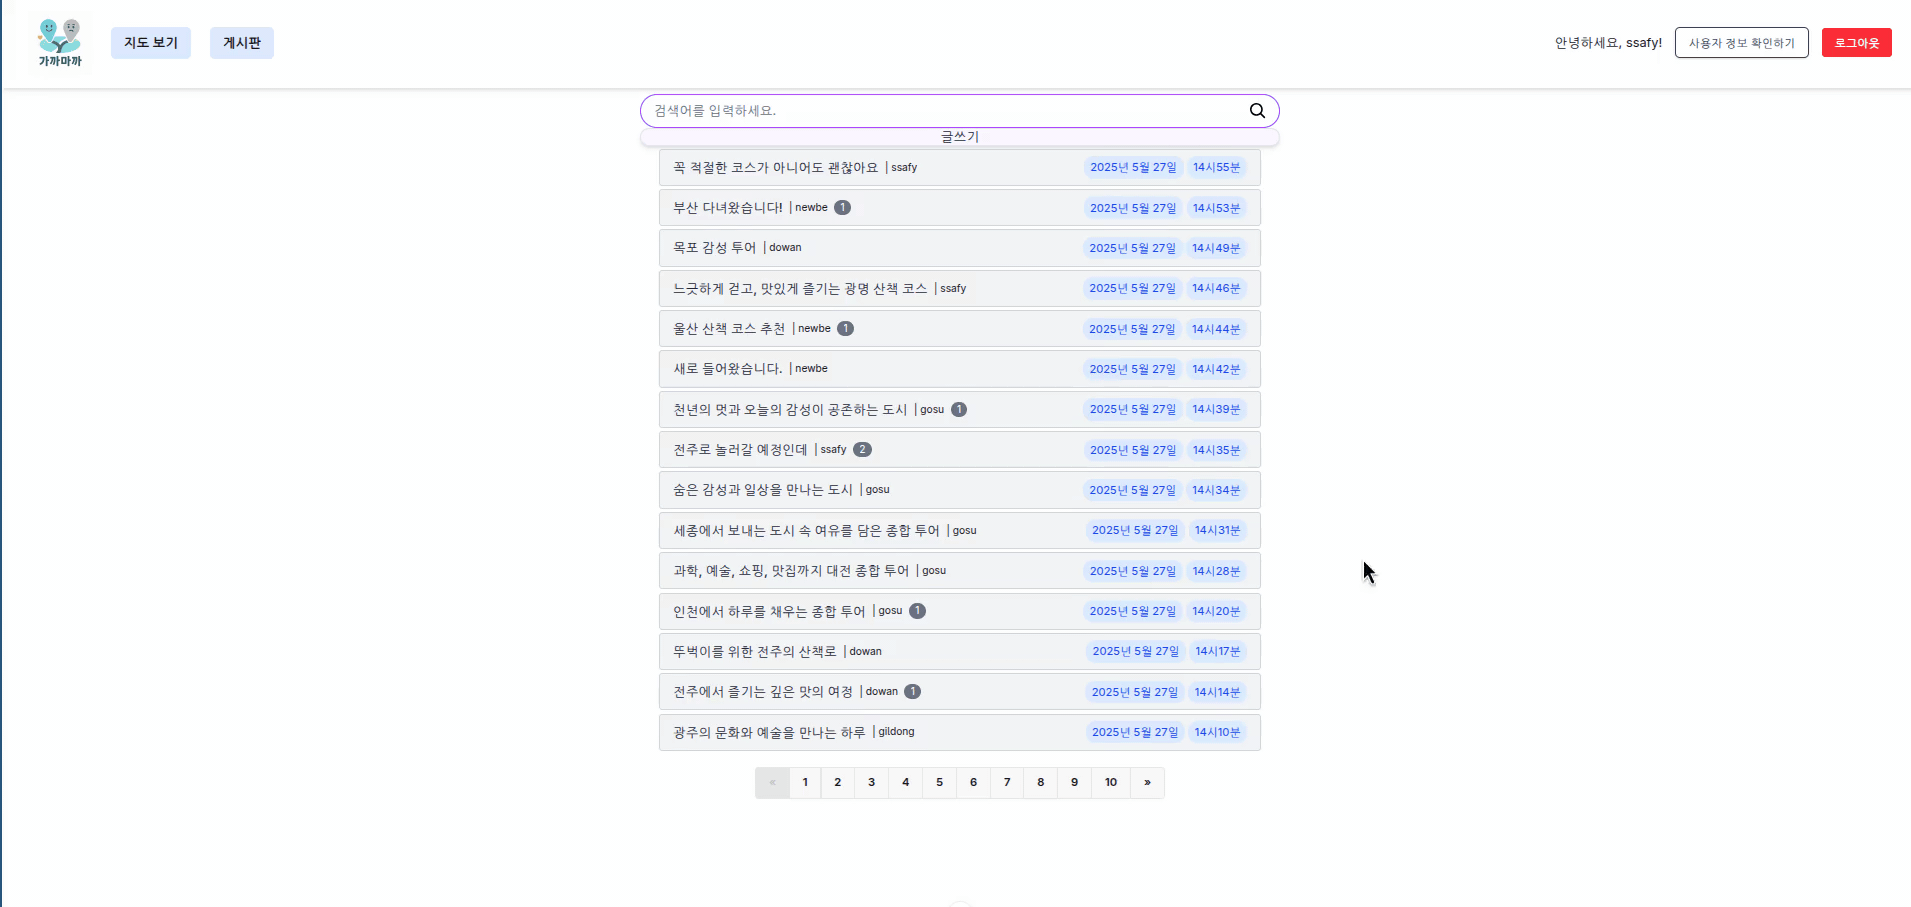 가까마까
지도 보기 게시판 안녕하세요, ssafy! 사용자 정보 확인하기 로그아웃
검색어를 입력하세요.
글쓰기
꼭 적절한 코스가 아니어도 괜찮아요 | ssafy 2025년 5월 27일 14시55분
부산 다녀왔습니다! | newbe 1 2025년 5월 27일 14시53분
목포 감성 투어 | dowan 2025년 5월 27일 14시49분
느긋하게 걷고, 맛있게 즐기는 광명 산책 코스 | ssafy 2025년 5월 27일 14시46분
울산 산책 코스 추천 | newbe 1 2025년 5월 27일 14시44분
새로 들어왔습니다. | newbe 2025년 5월 27일 14시42분
천년의 멋과 오늘의 감성이 공존하는 도시 | gosu 1 2025년 5월 27일 14시39분
전주로 놀러갈 예정인데 | ssafy 2 2025년 5월 27일 14시35분
숨은 감성과 일상을 만나는 도시 | gosu 2025년 5월 27일 14시34분
세종에서 보내는 도시 속 여유를 담은 종합 투어 | gosu 2025년 5월 27일 14시31분
과학, 예술, 쇼핑, 맛집까지 대전 종합 투어 | gosu 2025년 5월 27일 14시28분
인천에서 하루를 채우는 종합 투어 | gosu 1 2025년 5월 27일 14시20분
뚜벅이를 위한 전주의 산책로 | dowan 2025년 5월 27일 14시17분
전주에서 즐기는 깊은 맛의 여정 | dowan 1 2025년 5월 27일 14시14분
광주의 문화와 예술을 만나는 하루 | gildong 2025년 5월 27일 14시10분
« 1 2 3 4 5 6 7 8 9 10 »